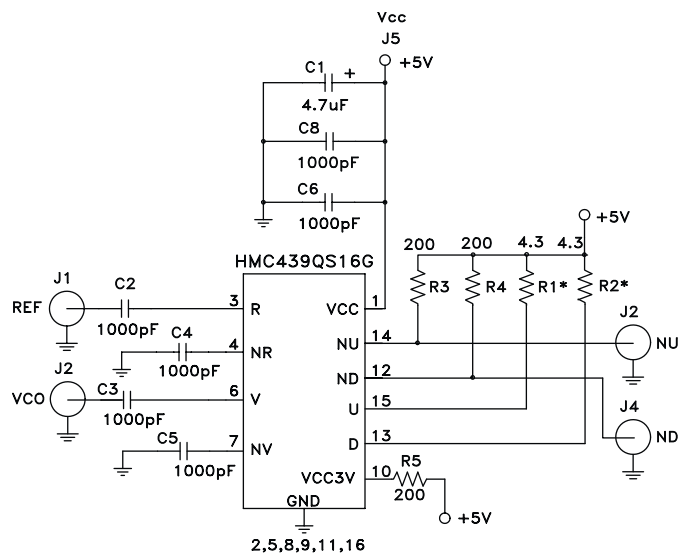 Vcc
J5
+5V
C1
+
4.7uF
C8
1000pF
C6
1000pF
+5V
200 200 4.3 4.3
HMC439QS16G
R3 R4 R1* R2*
J1
REF
C2
1000pF
3 R
VCC 1
J2
NU
NU 14
C4
1000pF
4 NR
ND 12
J2
VCO
C3
1000pF
6 V
U 15
J4
ND
C5
1000pF
7 NV
D 13
VCC3V 10
R5
200
+5V
GND
2,5,8,9,11,16